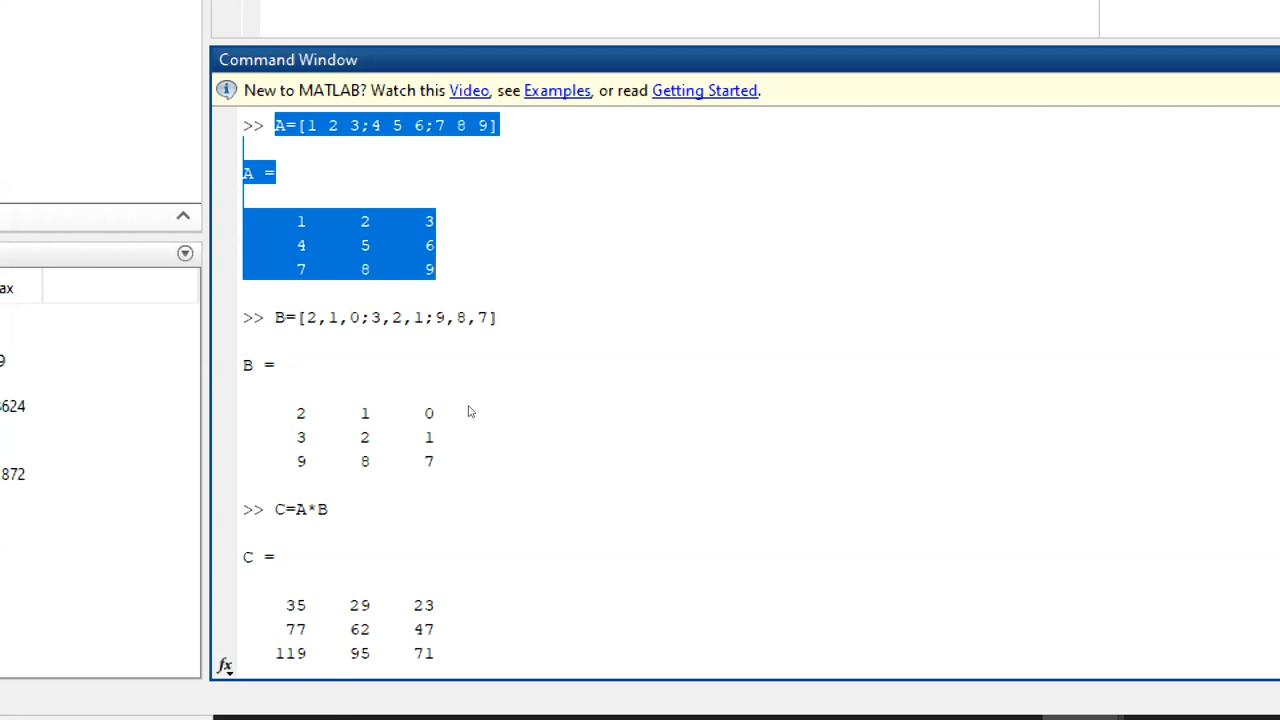 Command Window
New to MATLAB? Watch this Video, see Examples, or read Getting Started.
>> A=[1 2 3;4 5 6;7 8 9]
A =
1 2 3
4 5 6
7 8 9
>> B=[2,1,0;3,2,1;9,8,7]
B =
2 1 0
3 2 1
9 8 7
>> C=A*B
C =
35 29 23
77 62 47
119 95 71
fx
ax
9
624
872